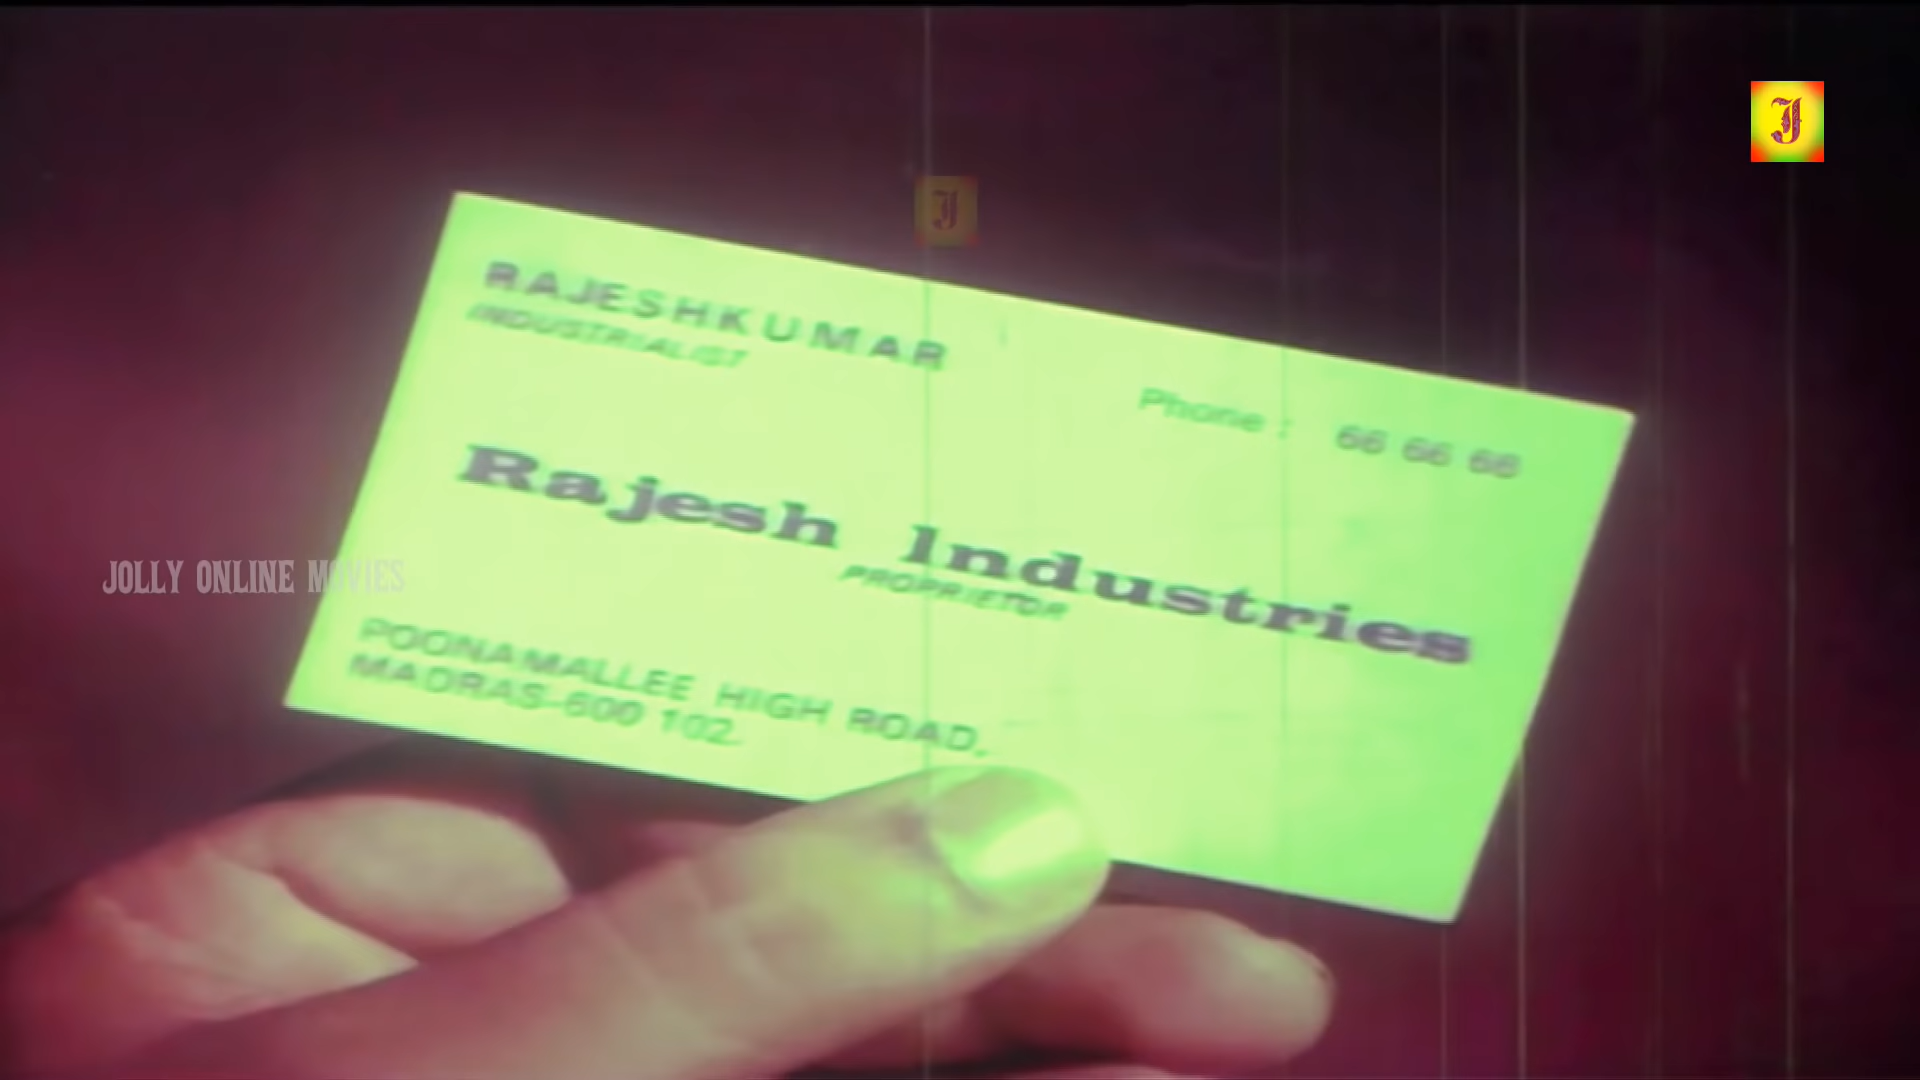 J
J
RAJESHKUMAR
INDUSTRIALIST
Phone : 66 66 66
Rajesh Industries
PROPRIETOR
JOLLY ONLINE MOVIES
POONAMALLEE HIGH ROAD,
MADRAS-600 102.